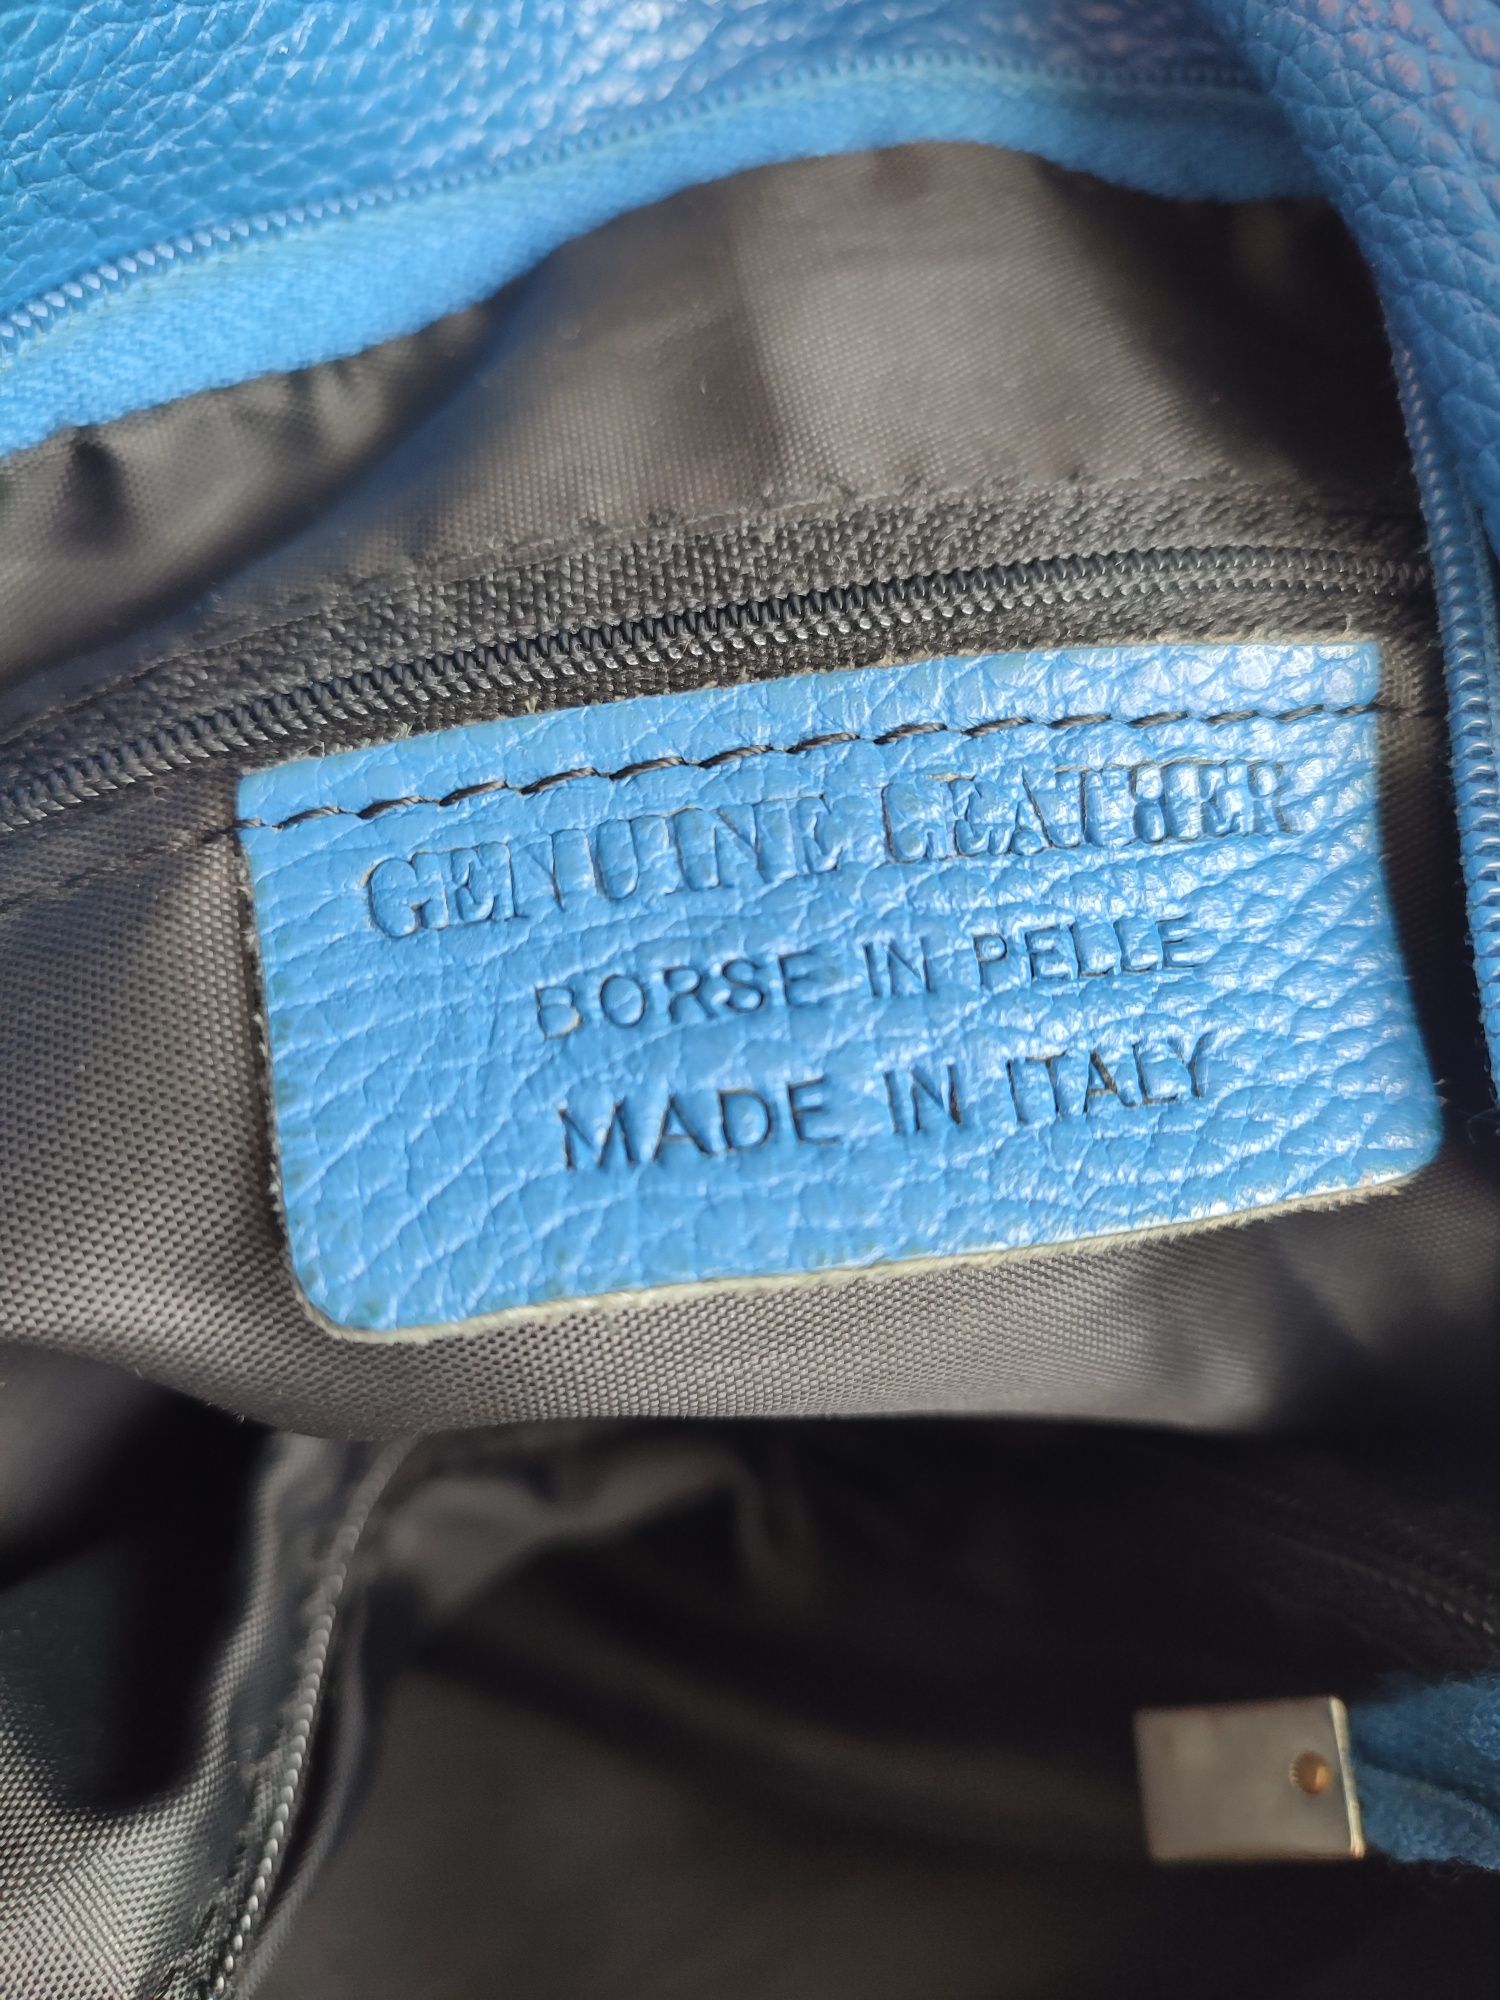 GENUINE LEATHER
BORSE IN PELLE
MADE IN ITALY